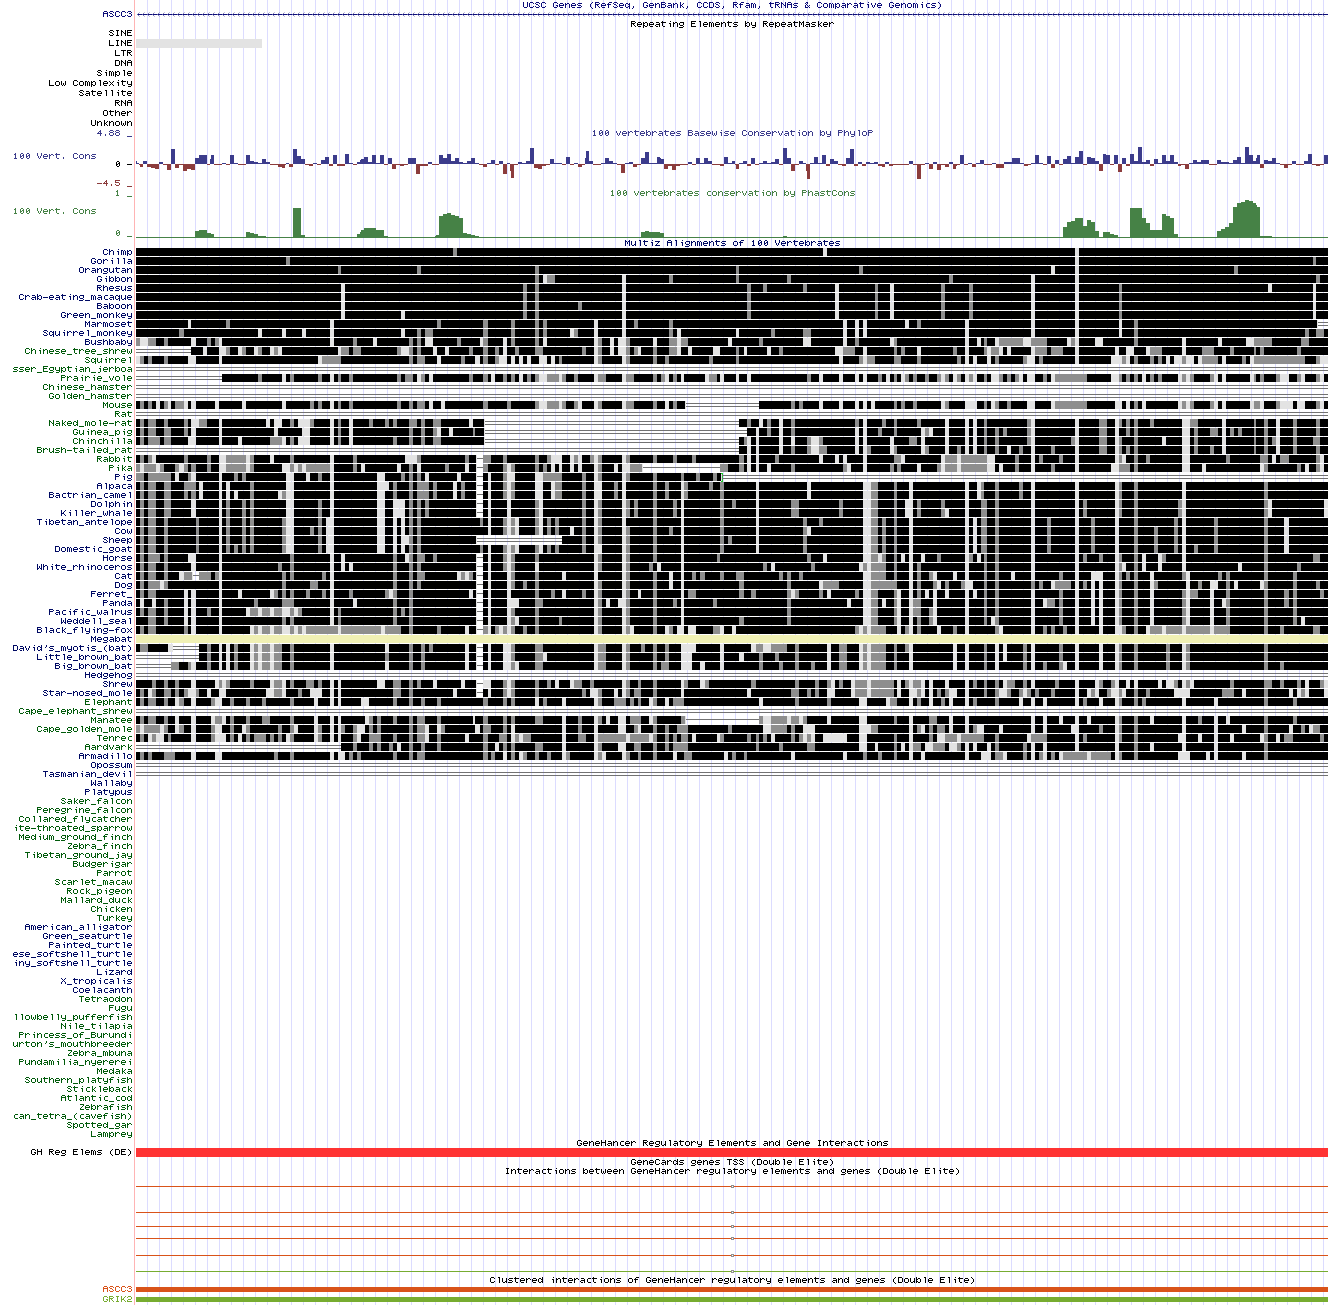 UCSC Genes (RefSeq, GenBank, CCDS, Rfam, tRNAs & Comparative Genomics)
ASCC3
Repeating Elements by RepeatMasker
SINE
LINE
LTR
DNA
Simple
Low Complexity
Satellite
RNA
Other
Unknown
4.88 _
100 vertebrates Basewise Conservation by PhyloP
100 Vert. Cons
0 -
-4.5 _
1 _
100 vertebrates conservation by PhastCons
100 Vert. Cons
0 _
Multiz Alignments of 100 Vertebrates
Chimp
Gorilla
Orangutan
Gibbon
Rhesus
Crab-eating_macaque
Baboon
Green_monkey
Marmoset
Squirrel_monkey
Bushbaby
Chinese_tree_shrew
Squirrel
sser_Egyptian_jerboa
Prairie_vole
Chinese_hamster
Golden_hamster
Mouse
Rat
Naked_mole-rat
Guinea_pig
Chinchilla
Brush-tailed_rat
Rabbit
Pika
Pig
Alpaca
Bactrian_camel
Dolphin
Killer_whale
Tibetan_antelope
Cow
Sheep
Domestic_goat
Horse
White_rhinoceros
Cat
Dog
Ferret_
Panda
Pacific_walrus
Weddell_seal
Black_flying-fox
Megabat
David's_myotis_(bat)
Little_brown_bat
Big_brown_bat
Hedgehog
Shrew
Star-nosed_mole
Elephant
Cape_elephant_shrew
Manatee
Cape_golden_mole
Tenrec
Aardvark
Armadillo
Opossum
Tasmanian_devil
Wallaby
Platypus
Saker_falcon
Peregrine_falcon
Collared_flycatcher
ite-throated_sparrow
Medium_ground_finch
Zebra_finch
Tibetan_ground_jay
Budgerigar
Parrot
Scarlet_macaw
Rock_pigeon
Mallard_duck
Chicken
Turkey
American_alligator
Green_seaturtle
Painted_turtle
ese_softshell_turtle
iny_softshell_turtle
Lizard
X_tropicalis
Coelacanth
Tetraodon
Fugu
llowbelly_pufferfish
Nile_tilapia
Princess_of_Burundi
urton's_mouthbreeder
Zebra_mbuna
Pundamilia_nyererei
Medaka
Southern_platyfish
Stickleback
Atlantic_cod
Zebrafish
can_tetra_(cavefish)
Spotted_gar
Lamprey
GeneHancer Regulatory Elements and Gene Interactions
GH Reg Elems (DE)
GeneCards genes TSS (Double Elite)
Interactions between GeneHancer regulatory elements and genes (Double Elite)
Clustered interactions of GeneHancer regulatory elements and genes (Double Elite)
ASCC3
GRIK2